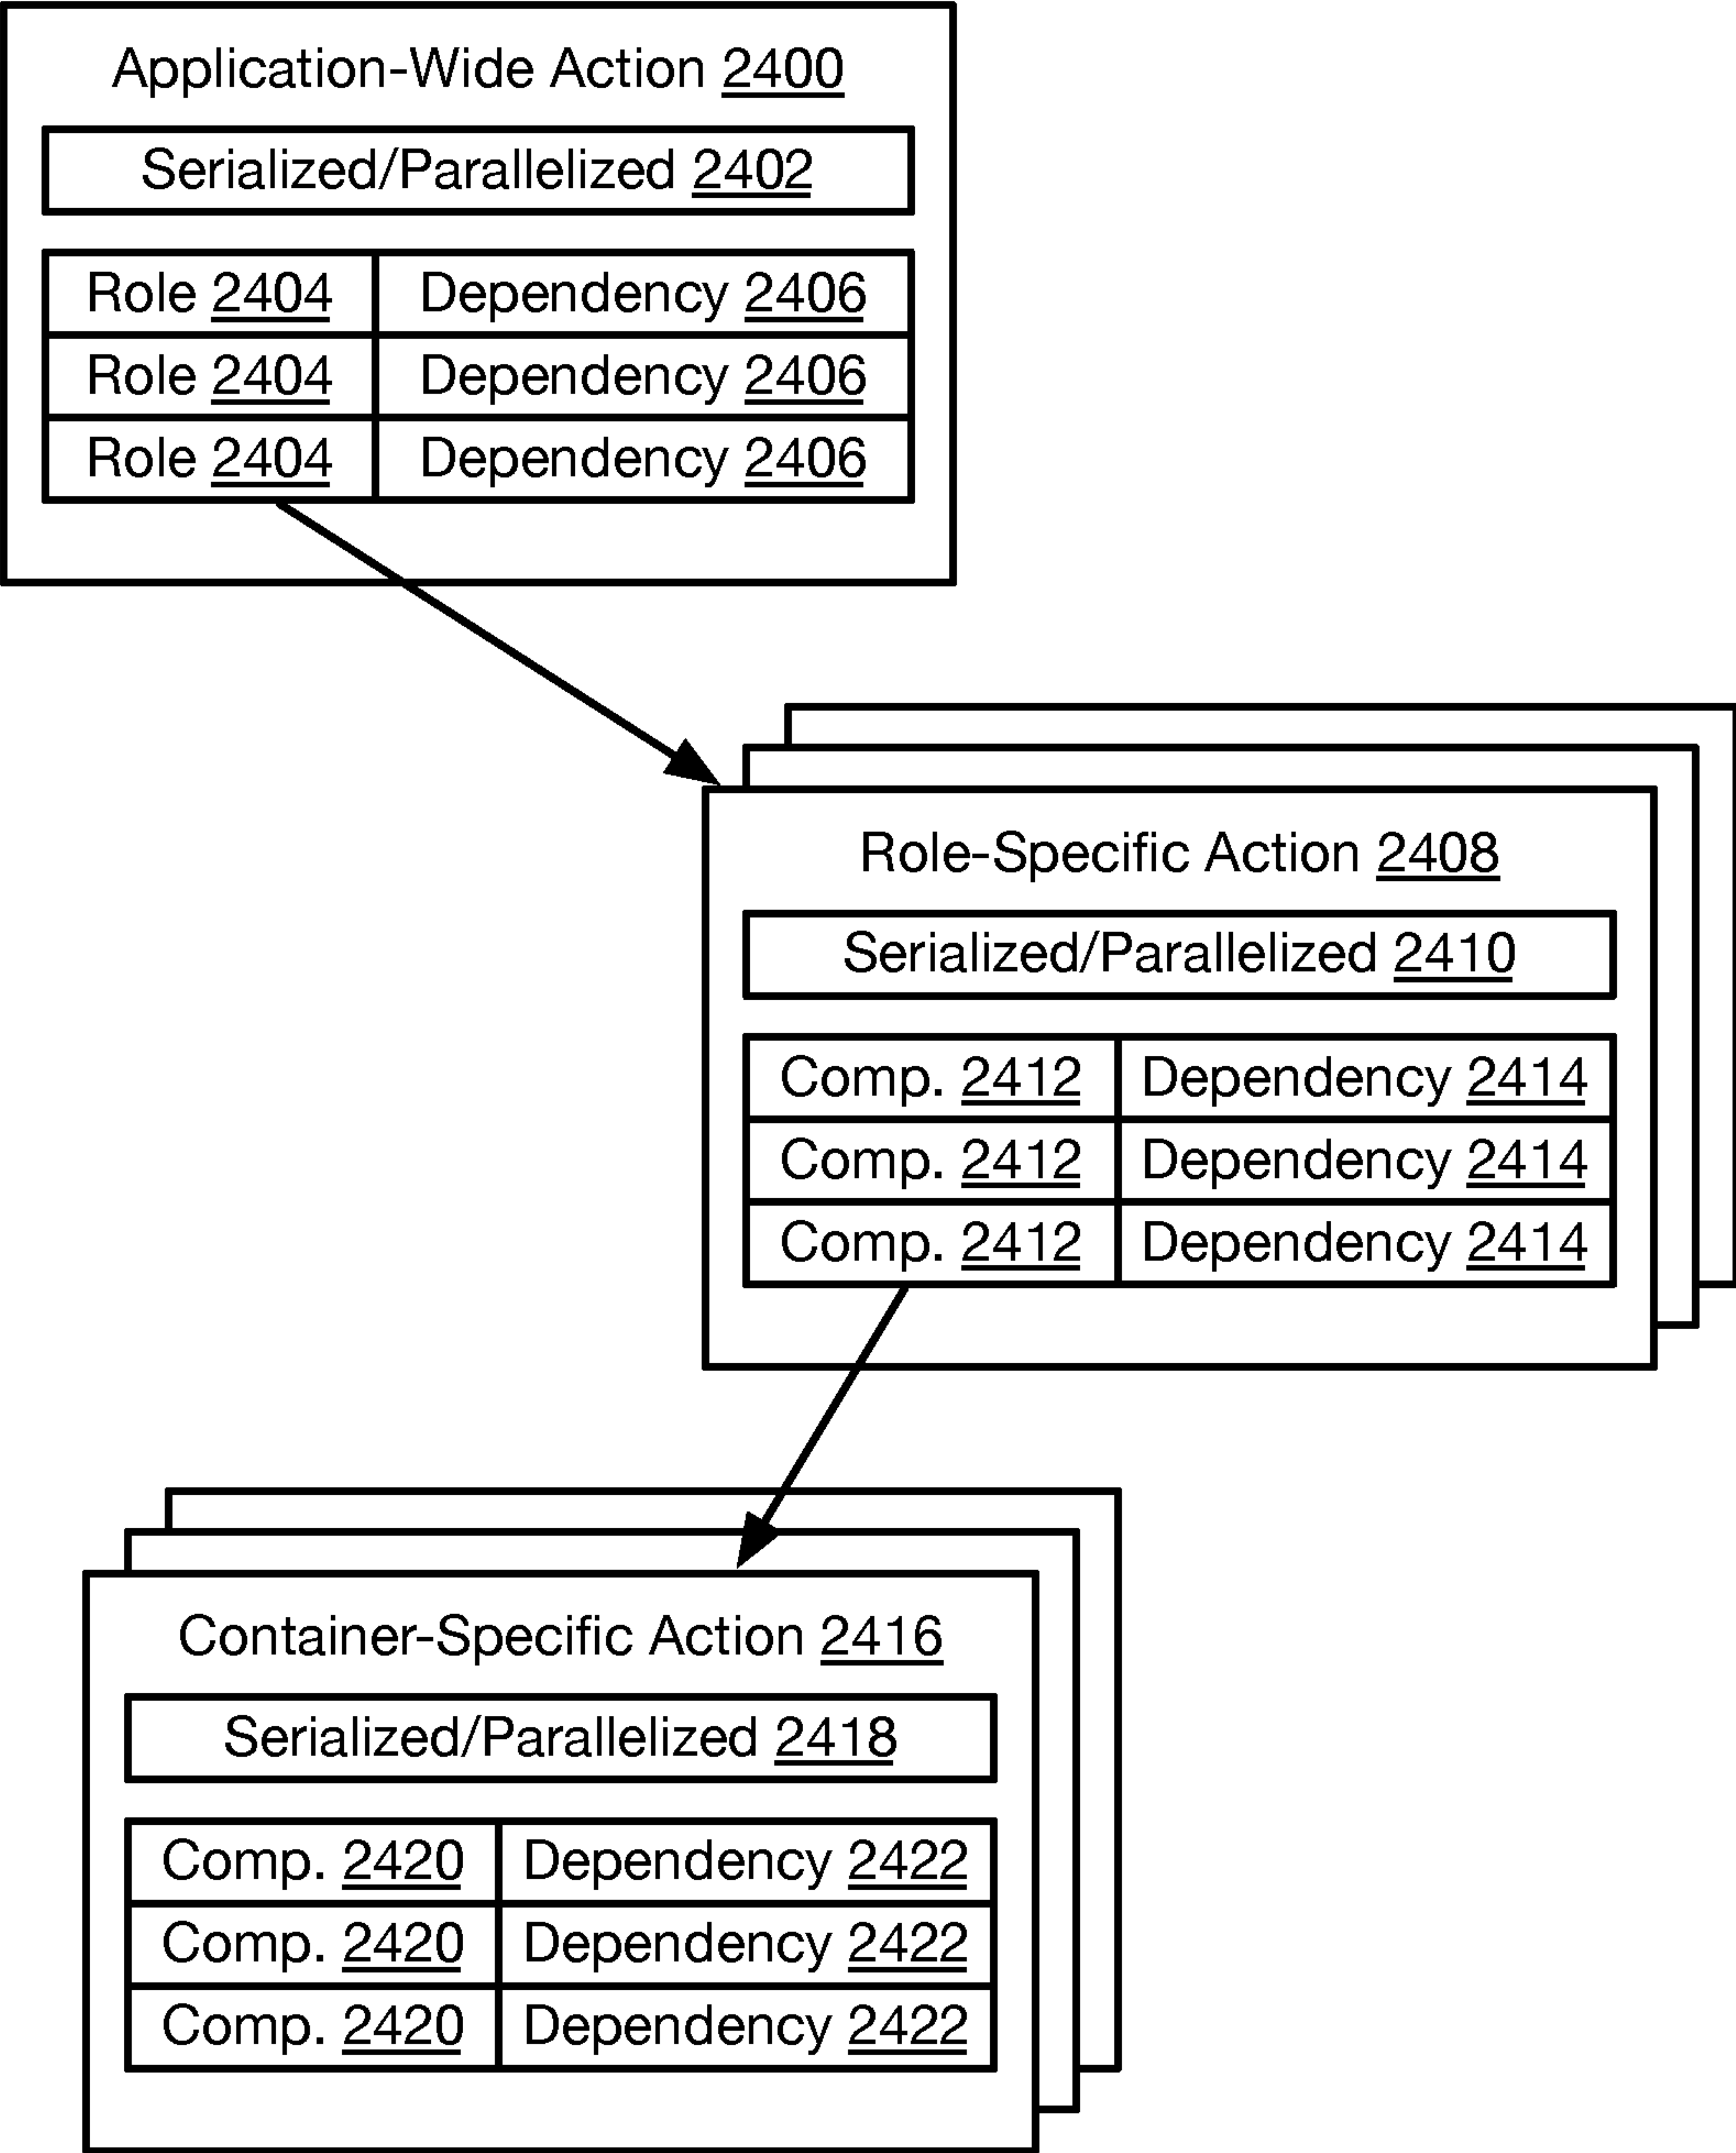 Application-Wide Action 2400
Serialized/Parallelized 2402
Role 2404 Dependency 2406
Role 2404 Dependency 2406
Role 2404 Dependency 2406
Role-Specific Action 2408
Serialized/Parallelized 2410
Comp. 2412 Dependency 2414
Comp. 2412 Dependency 2414
Comp. 2412 Dependency 2414
Container-Specific Action 2416
Serialized/Parallelized 2418
Comp. 2420 Dependency 2422
Comp. 2420 Dependency 2422
Comp. 2420 Dependency 2422